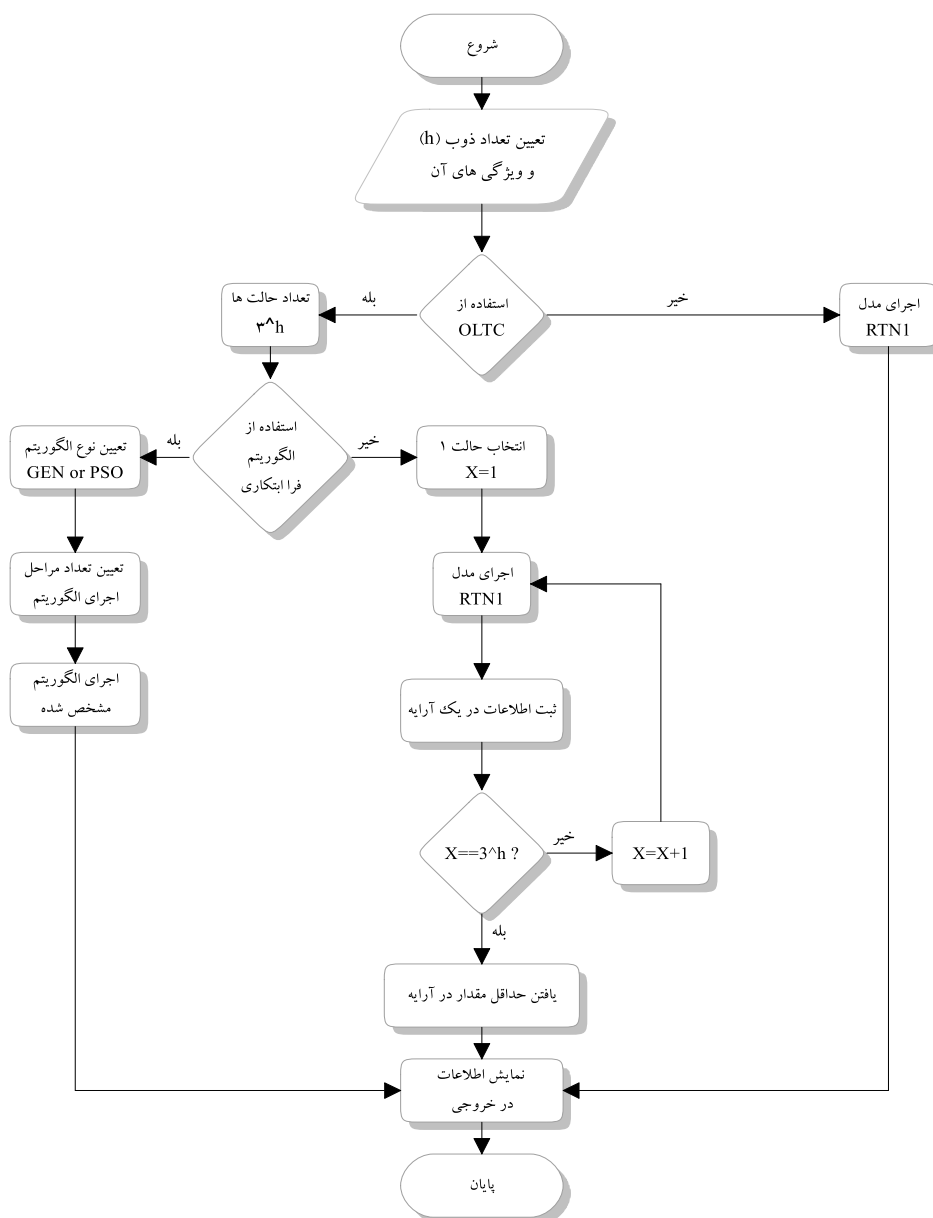 شروع
تعیین تعداد ذوب (h)
و ویژگی های آن
استفاده از
OLTC
بله
خیر
تعداد حالت ها
۳^h
اجرای مدل
RTN1
استفاده از
الگوریتم
فرا ابتکاری
بله
خیر
تعیین نوع الگوریتم
GEN or PSO
انتخاب حالت ۱
X=1
تعیین تعداد مراحل
اجرای الگوریتم
اجرای مدل
RTN1
اجرای الگوریتم
مشخص شده
ثبت اطلاعات در یک آرایه
X==3^h ?
خیر
X=X+1
بله
یافتن حداقل مقدار در آرایه
نمایش اطلاعات
در خروجی
پایان